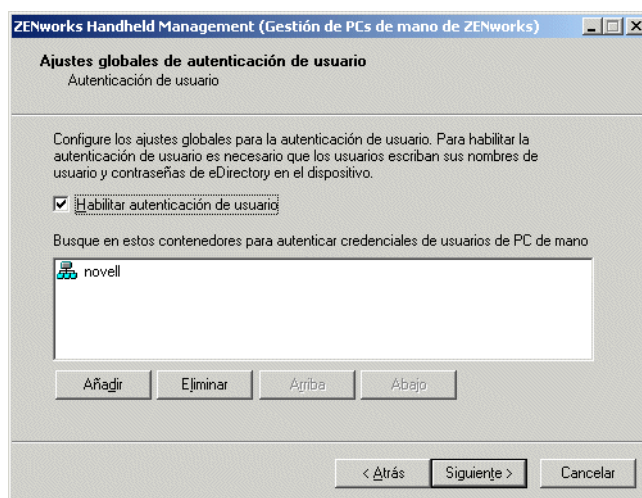 ZENworks Handheld Management (Gestión de PCs de mano de ZENworks)
Ajustes globales de autenticación de usuario
Autenticación de usuario
Configure los ajustes globales para la autenticación de usuario. Para habilitar la
autenticación de usuario es necesario que los usuarios escriban sus nombres de
usuario y contraseñas de eDirectory en el dispositivo.
Habilitar autenticación de usuario
Busque en estos contenedores para autenticar credenciales de usuarios de PC de mano
novell
Añadir Eliminar Arriba Abajo
< Atrás Siguiente > Cancelar